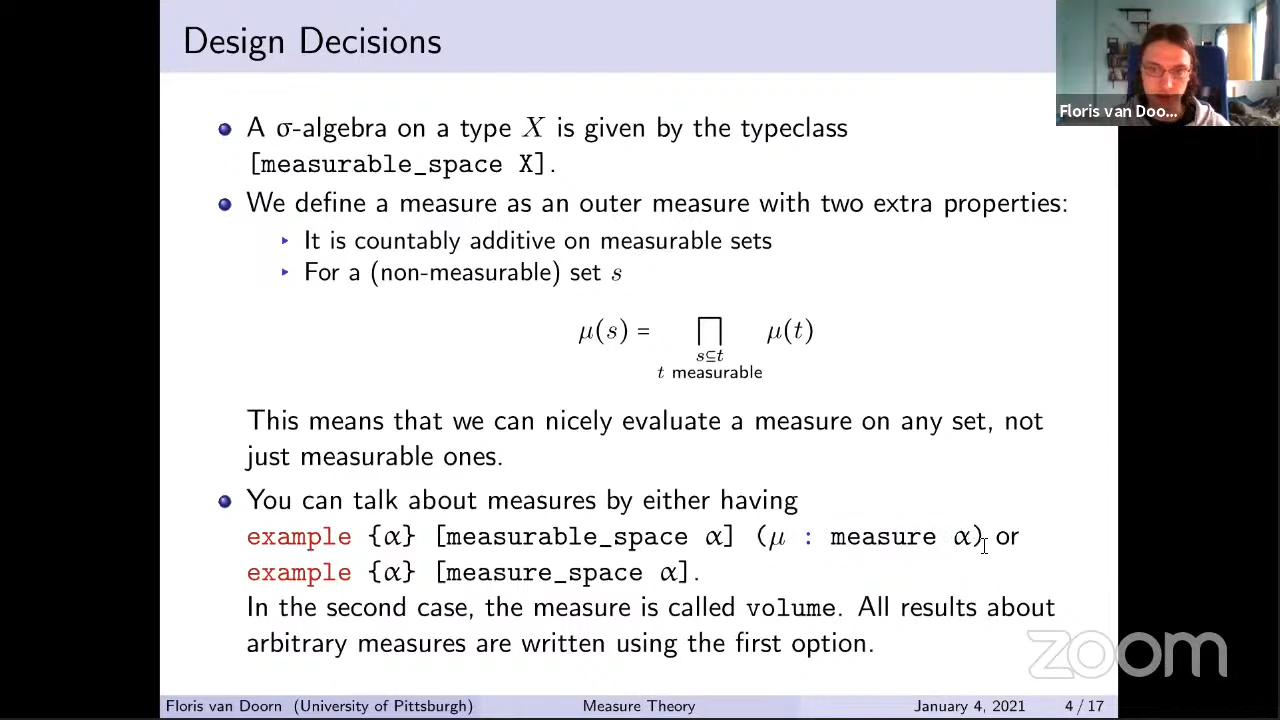 Design Decisions
Floris van Doo...
• A σ-algebra on a type X is given by the typeclass
[measurable_space X].
• We define a measure as an outer measure with two extra properties:
‣ It is countably additive on measurable sets
‣ For a (non-measurable) set s
μ(s) = ⨅ μ(t)
s⊆t
t measurable
This means that we can nicely evaluate a measure on any set, not
just measurable ones.
• You can talk about measures by either having
example {α} [measurable_space α] (μ : measure α) or
example {α} [measure_space α].
In the second case, the measure is called volume. All results about
arbitrary measures are written using the first option.
zoom
Floris van Doorn (University of Pittsburgh) Measure Theory January 4, 2021 4 / 17